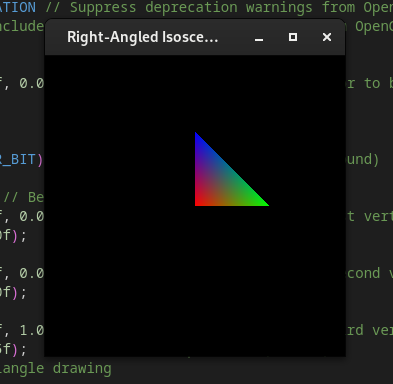 ATION // Suppress deprecation warnings from Open
Right-Angled Isosce...
nclude
OpenG
f, 0.0
r to b
R_BIT)
und)
// Be
f, 0.0
t vert
0f);
f, 0.0
cond v
0f);
f, 1.0
rd ver
5f);
iangle drawing